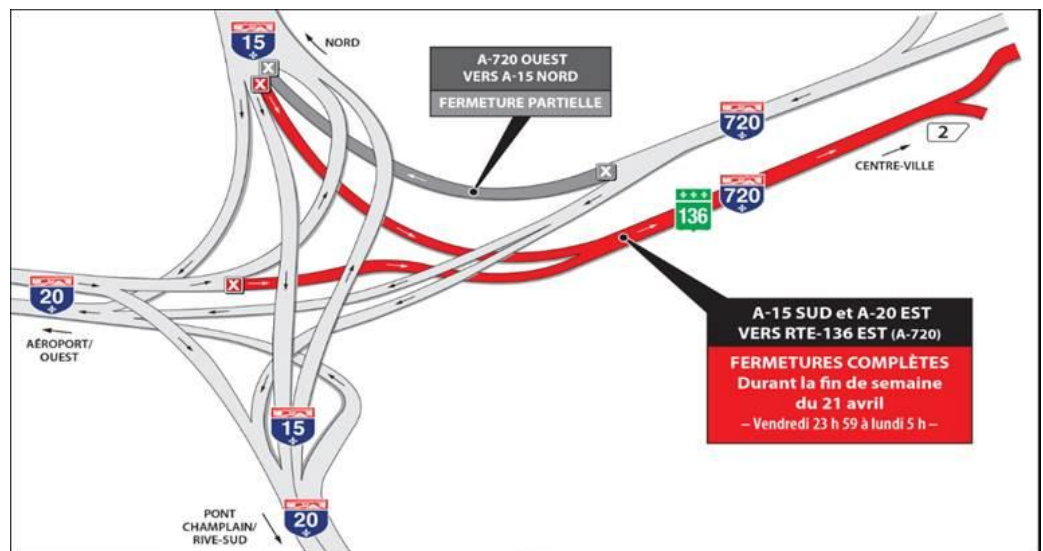 15
NORD
A-720 OUEST
VERS A-15 NORD
FERMETURE PARTIELLE
X
X
X
720
2
CENTRE-VILLE
720
136
X
20
AÉROPORT/
OUEST
A-15 SUD et A-20 EST
VERS RTE-136 EST (A-720)
FERMETURES COMPLÈTES
Durant la fin de semaine
du 21 avril
– Vendredi 23 h 59 à lundi 5 h –
15
20
PONT
CHAMPLAIN/
RIVE-SUD